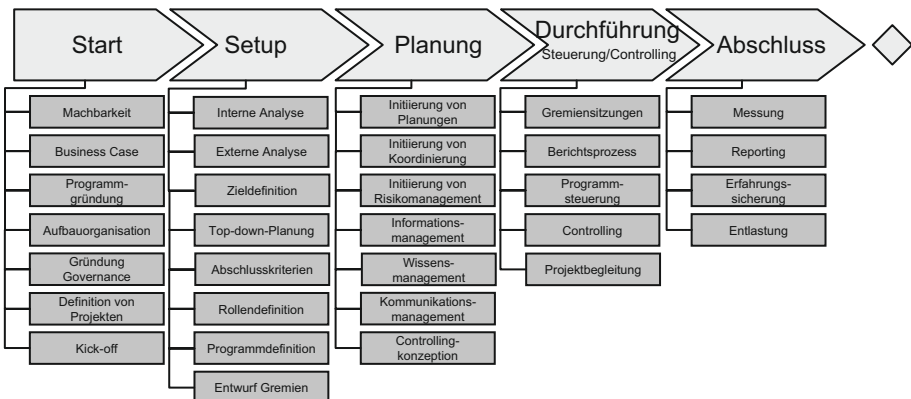 Start
Machbarkeit
Business Case
Programm-
gründung
Aufbauorganisation
Gründung
Governance
Definition von
Projekten
Kick-off
Setup
Interne Analyse
Externe Analyse
Zieldefinition
Top-down-Planung
Abschlusskriterien
Rollendefinition
Programmdefinition
Entwurf Gremien
Planung
Initiierung von
Planungen
Initiierung von
Koordinierung
Initiierung von
Risikomanagement
Informations-
management
Wissens-
management
Kommunikations-
management
Controlling-
konzeption
Durchführung
Steuerung/Controlling
Gremiensitzungen
Berichtsprozess
Programm-
steuerung
Controlling
Projektbegleitung
Abschluss
Messung
Reporting
Erfahrungs-
sicherung
Entlastung